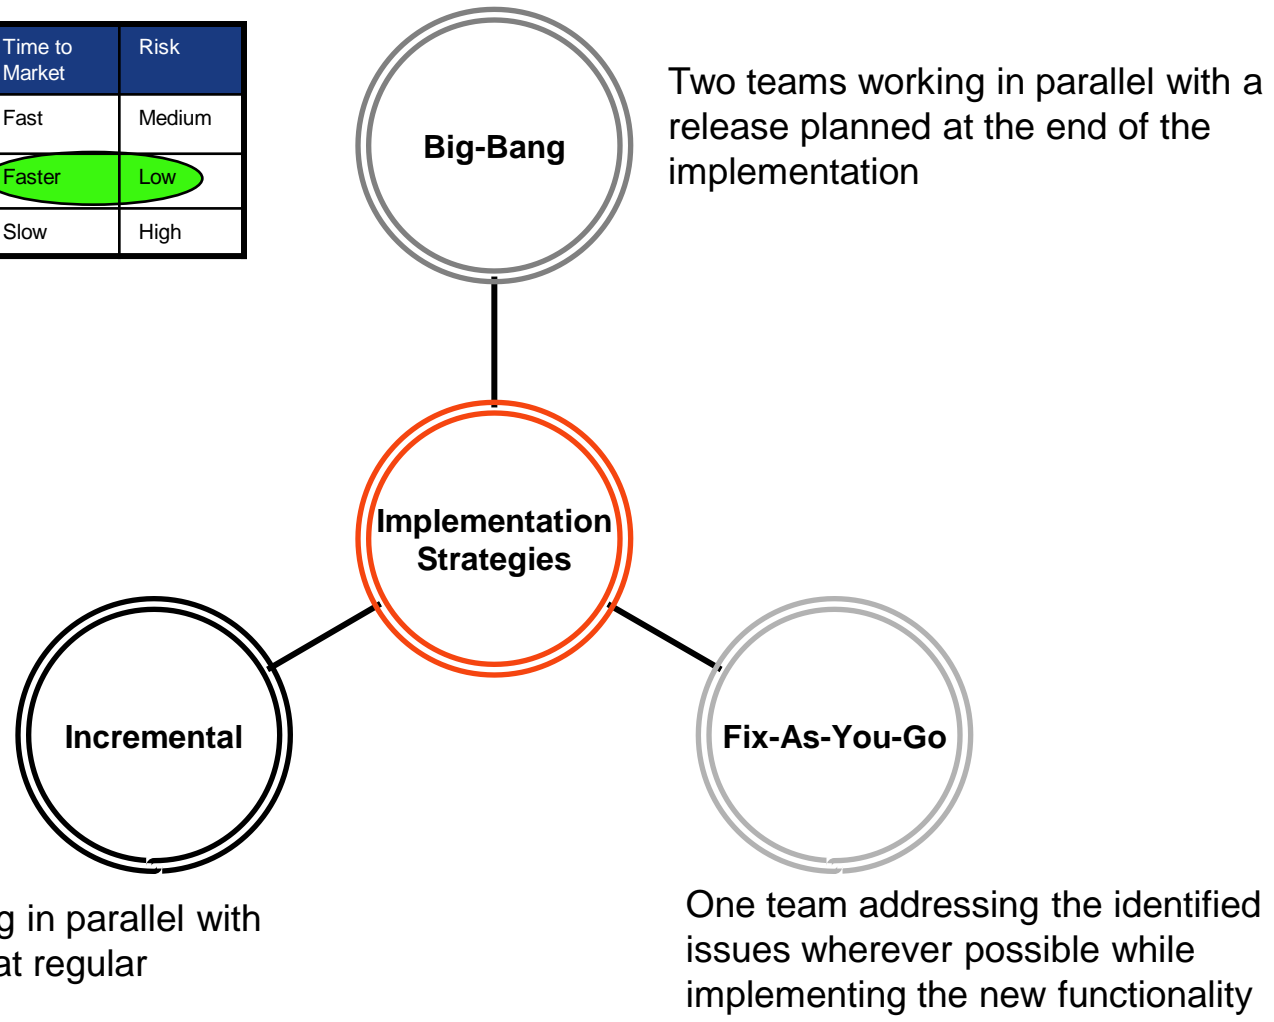 Time to
Market
Risk
Fast
Medium
Faster
Low
Slow
High
Big-Bang
Two teams working in parallel with a
release planned at the end of the
implementation
Implementation
Strategies
Incremental
Fix-As-You-Go
in parallel with
at regular
One team addressing the identified
issues wherever possible while
implementing the new functionality